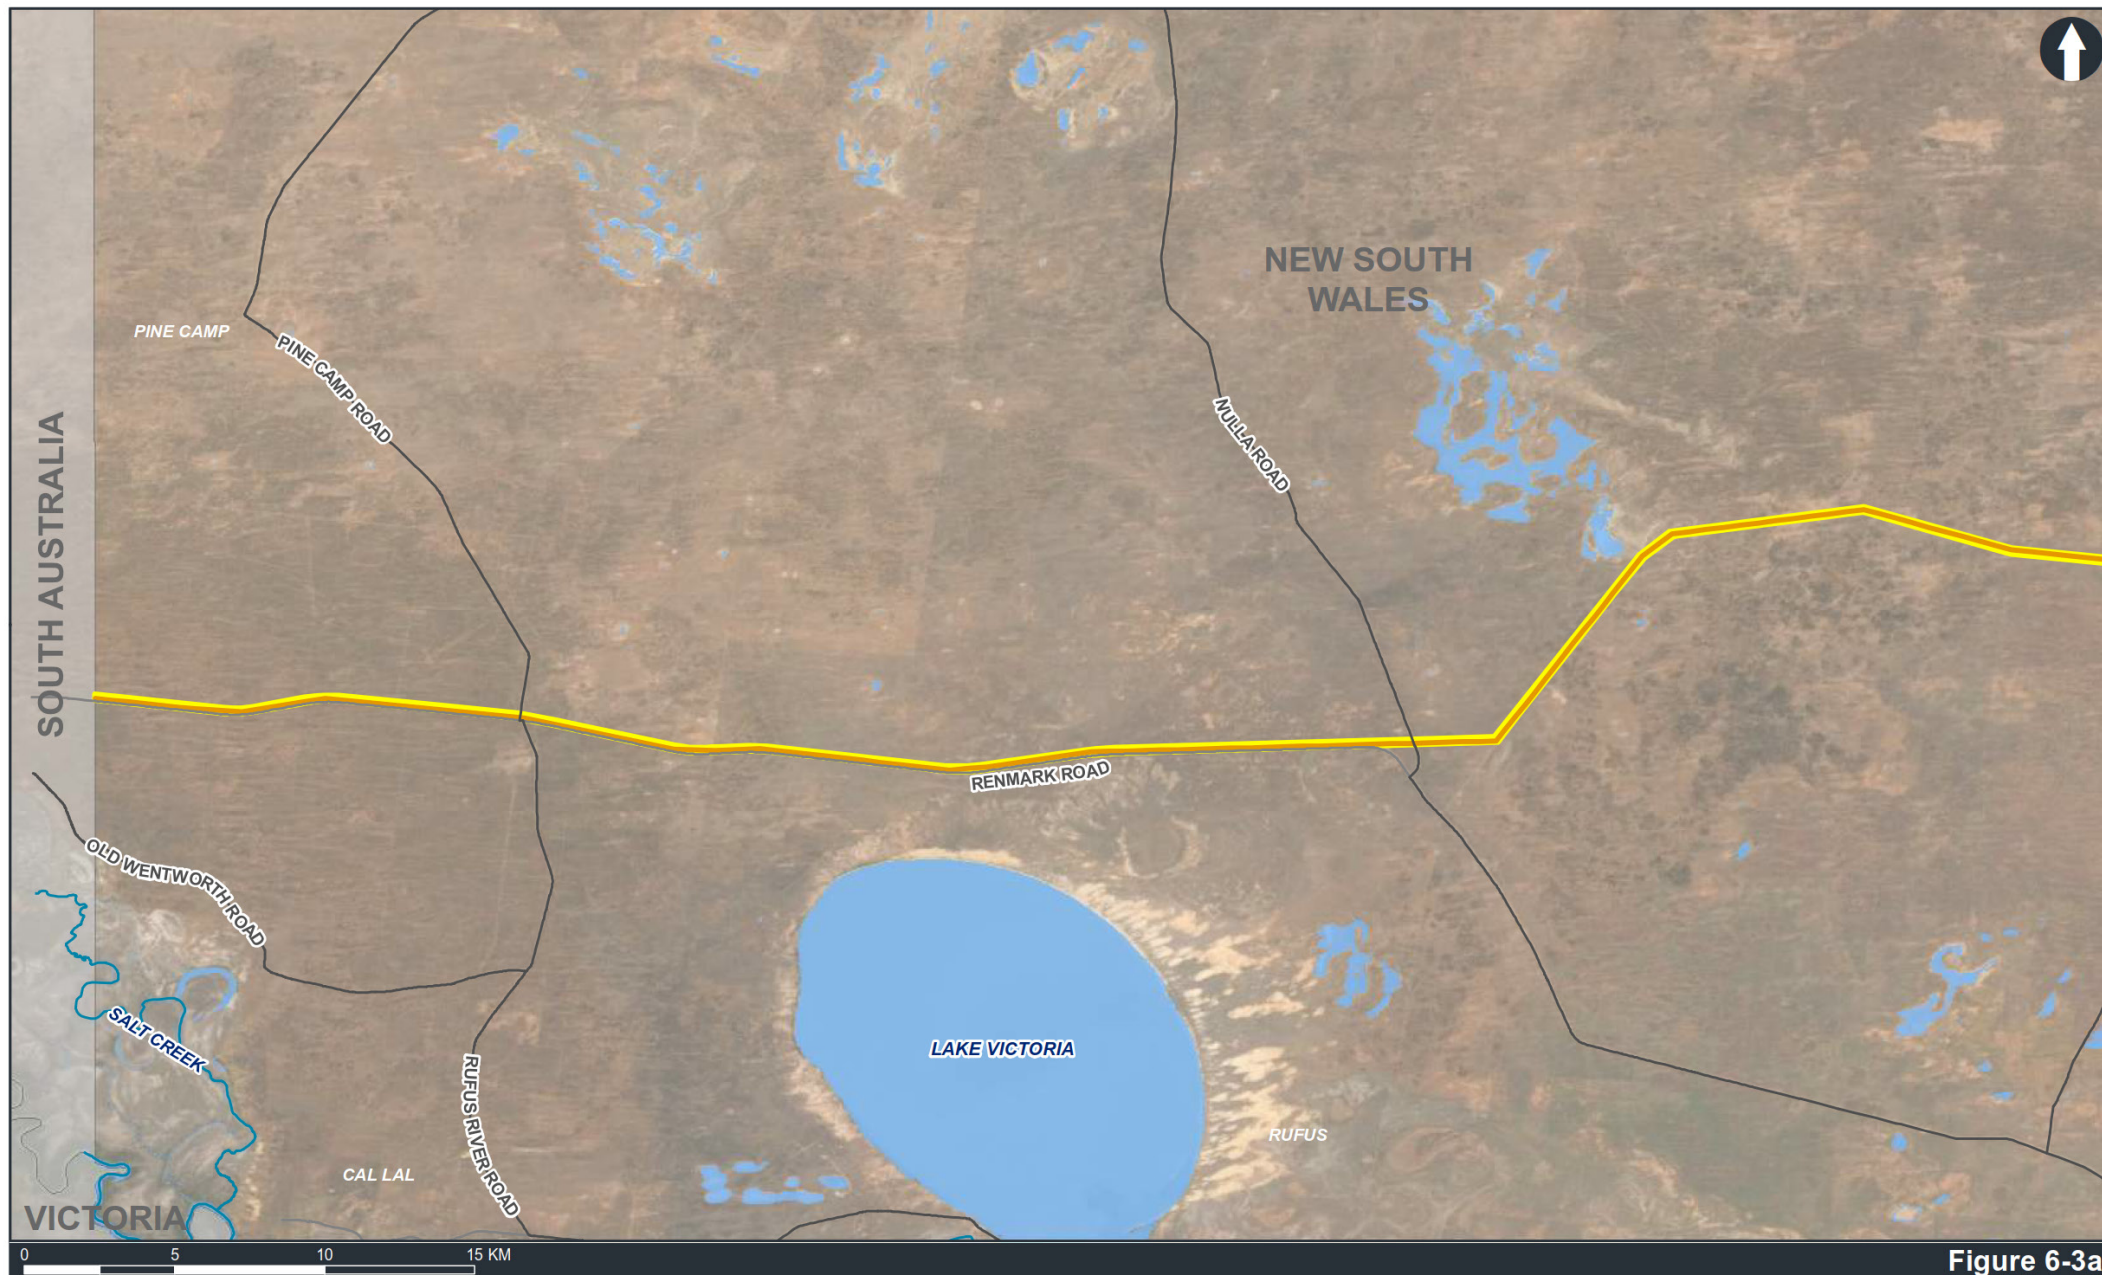 NEW SOUTH
WALES
PINE CAMP
PINE CAMP ROAD
NULLA ROAD
SOUTH AUSTRALIA
RENMARK ROAD
OLD WENTWORTH ROAD
SALT CREEK
LAKE VICTORIA
RUFUS RIVER ROAD
RUFUS
CAL LAL
VICTORIA
0 5 10 15 KM
Figure 6-3a